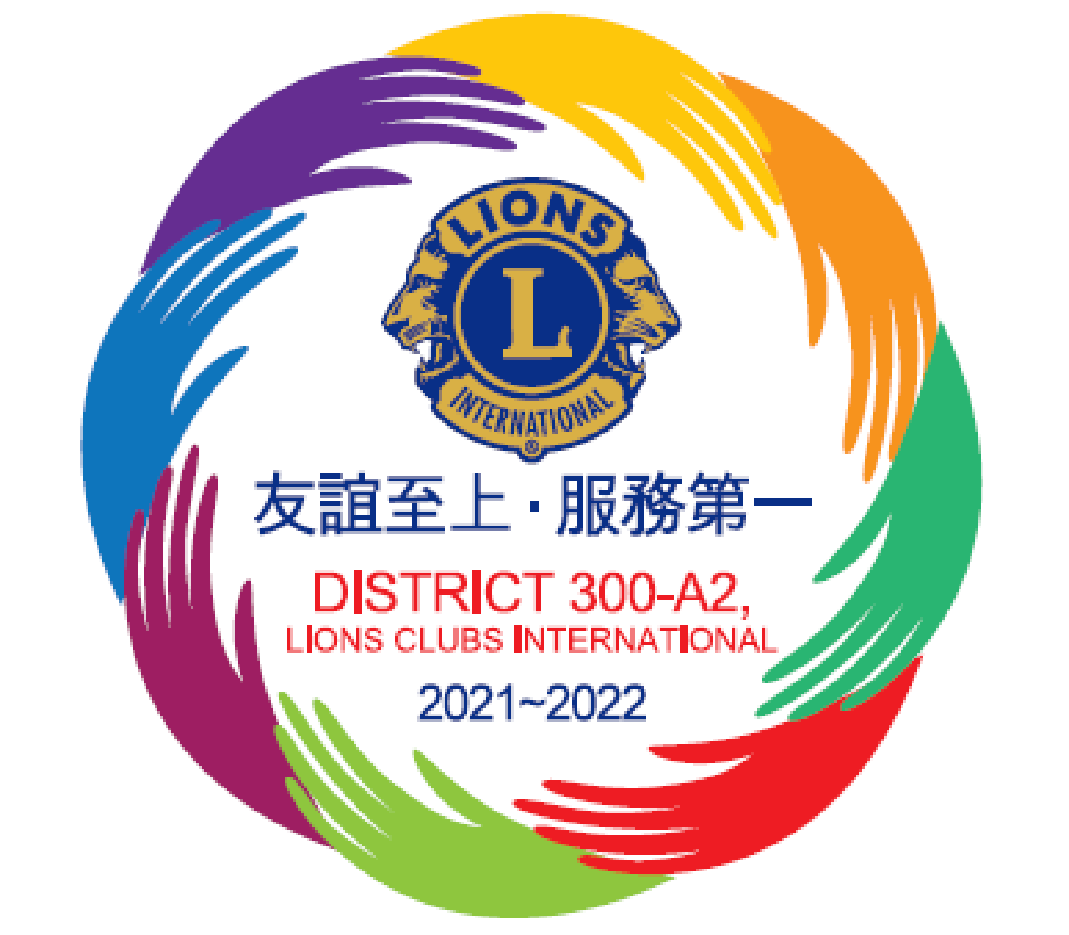 LIONS
L
INTERNATIONAL
®
友誼至上·服務第一
DISTRICT 300-A2,
LIONS CLUBS INTERNATIONAL
2021~2022